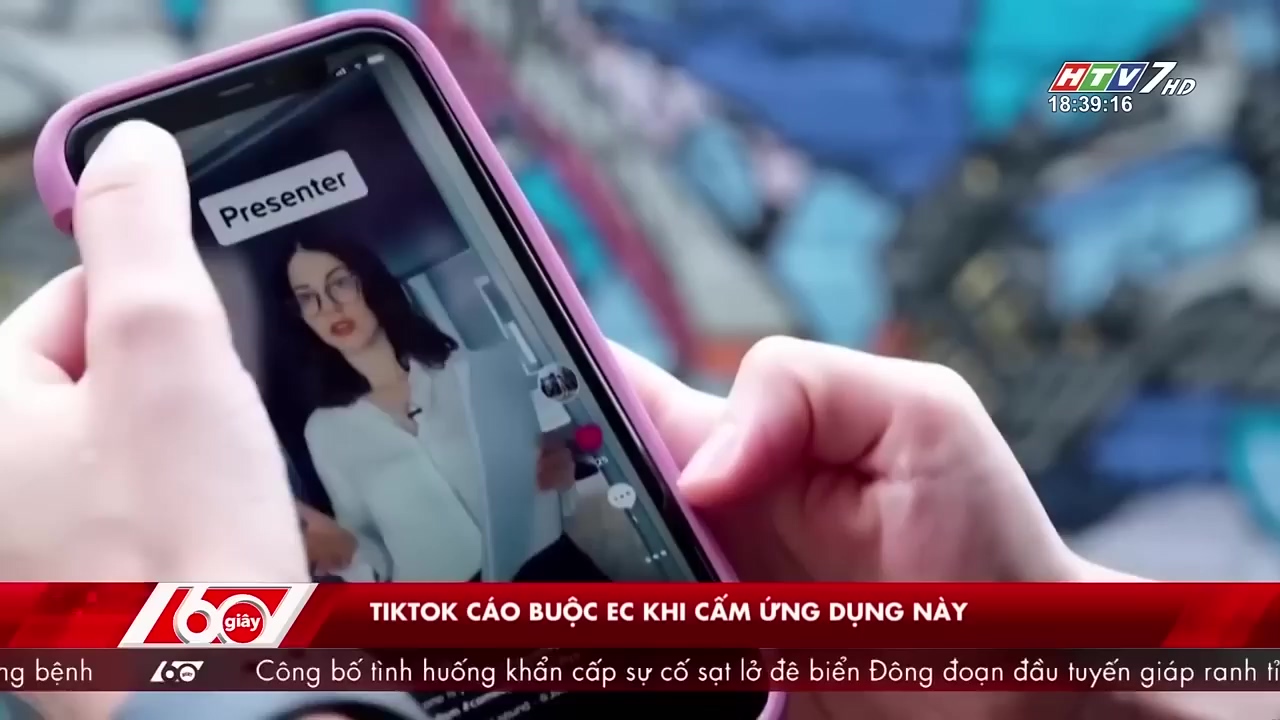 HTV7 HD
18:39:16
Presenter
60 giây
TIKTOK CÁO BUỘC EC KHI CẤM ỨNG DỤNG NÀY
ng bệnh 60 giây Công bố tình huống khẩn cấp sự cố sạt lở đê biển Đông đoạn đầu tuyến giáp ranh tỉ